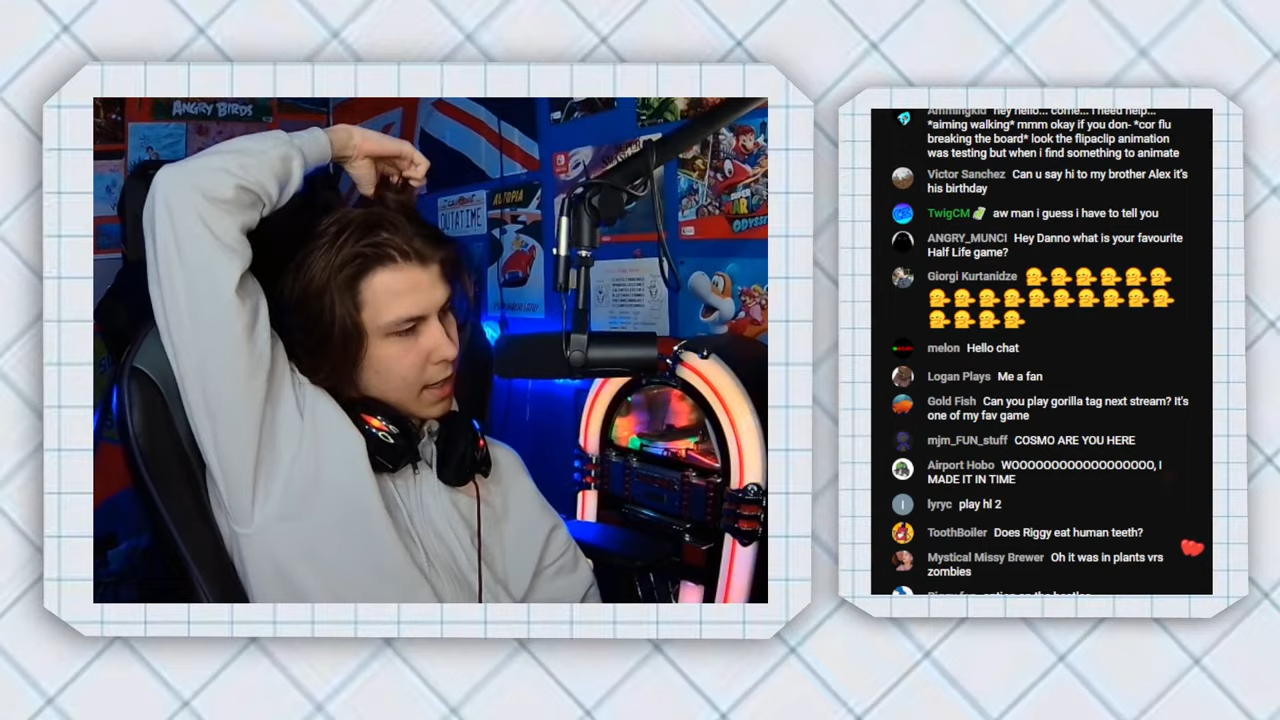 ANGRY BIRDS
AUTOPIA
OUTATIME
SUPER
SUPER
MARIO
ODYSSEY
Ammingkid hey hello... come... I need help...
*aiming walking* mmm okay if you don- *cor flu
breaking the board* look the flipaclip animation
was testing but when i find something to animate
Victor Sanchez Can u say hi to my brother Alex it's
his birthday
TwigCM aw man i guess i have to tell you
ANGRY_MUNCI Hey Danno what is your favourite
Half Life game?
Giorgi Kurtanidze
melon Hello chat
Logan Plays Me a fan
Gold Fish Can you play gorilla tag next stream? It's
one of my fav game
mjm_FUN_stuff COSMO ARE YOU HERE
Airport Hobo WOOOOOOOOOOOOOOOOOO, I
MADE IT IN TIME
l
lyryc play hl 2
ToothBoiler Does Riggy eat human teeth?
Mystical Missy Brewer Oh it was in plants vrs
zombies